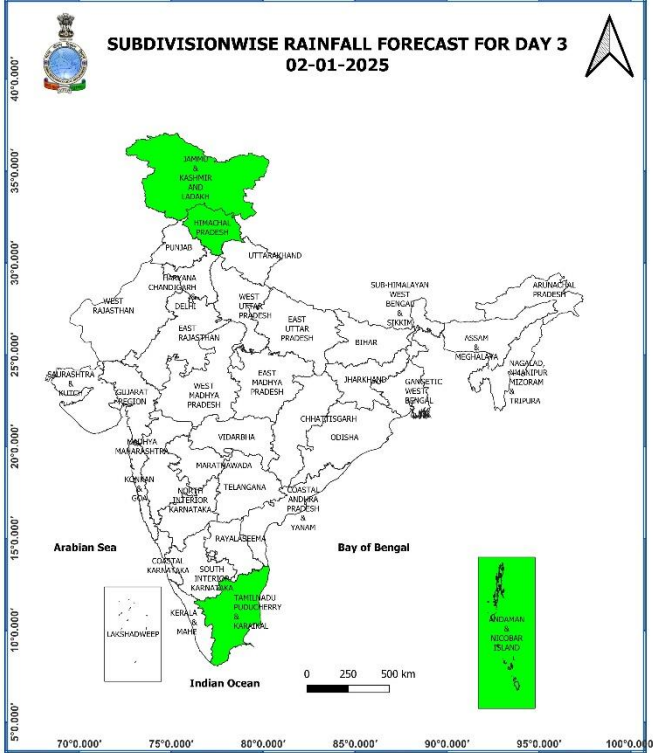 SUBDIVISIONWISE RAINFALL FORECAST FOR DAY 3
02-01-2025
40°0.000'
35°0.000'
30°0.000'
25°0.000'
20°0.000'
15°0.000'
10°0.000'
5°0.000'
JAMMU
&
KASHMIR
AND
LADAKH
HIMACHAL
PRADESH
PUNJAB
UTTARAKHAND
HARYANA
CHANDIGARH
DELHI
WEST
RAJASTHAN
WEST
UTTAR
PRADESH
EAST
RAJASTHAN
EAST
UTTAR
PRADESH
SUB-HIMALAYAN
WEST
BENGAL
&
SIKKIM
ARUNACHAL
PRADESH
BIHAR
ASSAM
&
MEGHALAYA
NAGALAD,
MANIPUR
MIZORAM
&
TRIPURA
SAURASHTRA
&
KUTCH
GUJARAT
REGION
WEST
MADHYA
PRADESH
EAST
MADHYA
PRADESH
JHARKHAND
GANGETIC
WEST
BENGAL
CHHATTISGARH
ODISHA
VIDARBHA
MADHYA
MAHARASHTRA
MARATHAWADA
KONKAN
&
GOA
NORTH
INTERIOR
KARNATAKA
TELANGANA
COASTAL
ANDHRA
PRADESH
&
YANAM
RAYALASEEMA
Arabian Sea
Bay of Bengal
COASTAL
KARNATAKA
SOUTH
INTERIOR
KARNATAKA
TAMILNADU
PUDUCHERRY
&
KARAIKAL
KERALA
&
MAHE
LAKSHADWEEP
ANDAMAN
&
NICOBAR
ISLAND
Indian Ocean
0 250 500 km
70°0.000' 75°0.000' 80°0.000' 85°0.000' 90°0.000' 95°0.000' 100°0.000'